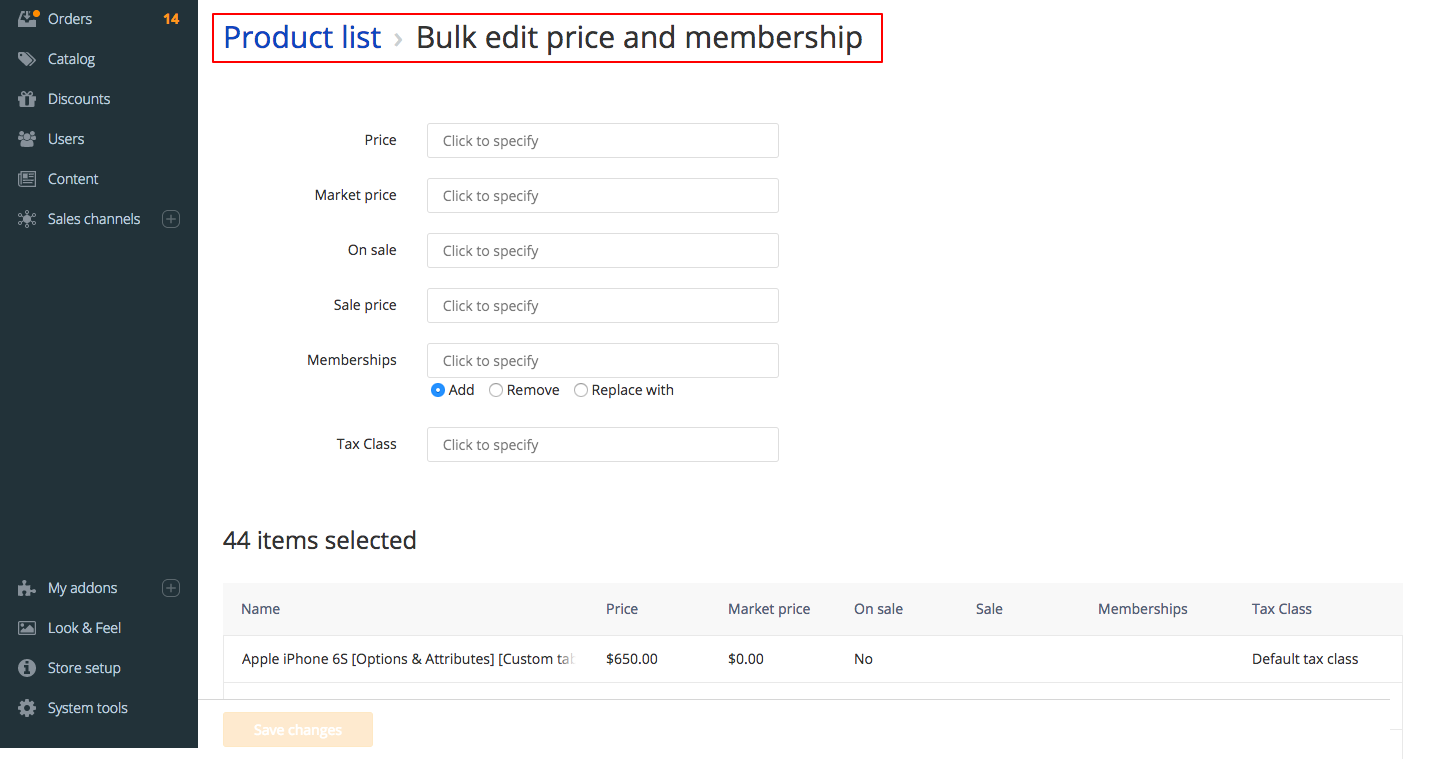 Orders 14
Catalog
Discounts
Users
Content
Sales channels
My addons
Look & Feel
Store setup
System tools
Product list › Bulk edit price and membership
Price Click to specify
Market price Click to specify
On sale Click to specify
Sale price Click to specify
Memberships Click to specify
Add Remove Replace with
Tax Class Click to specify
44 items selected
Name Price Market price On sale Sale Memberships Tax Class
Apple iPhone 6S [Options & Attributes] [Custom tab $650.00 $0.00 No Default tax class
Save changes